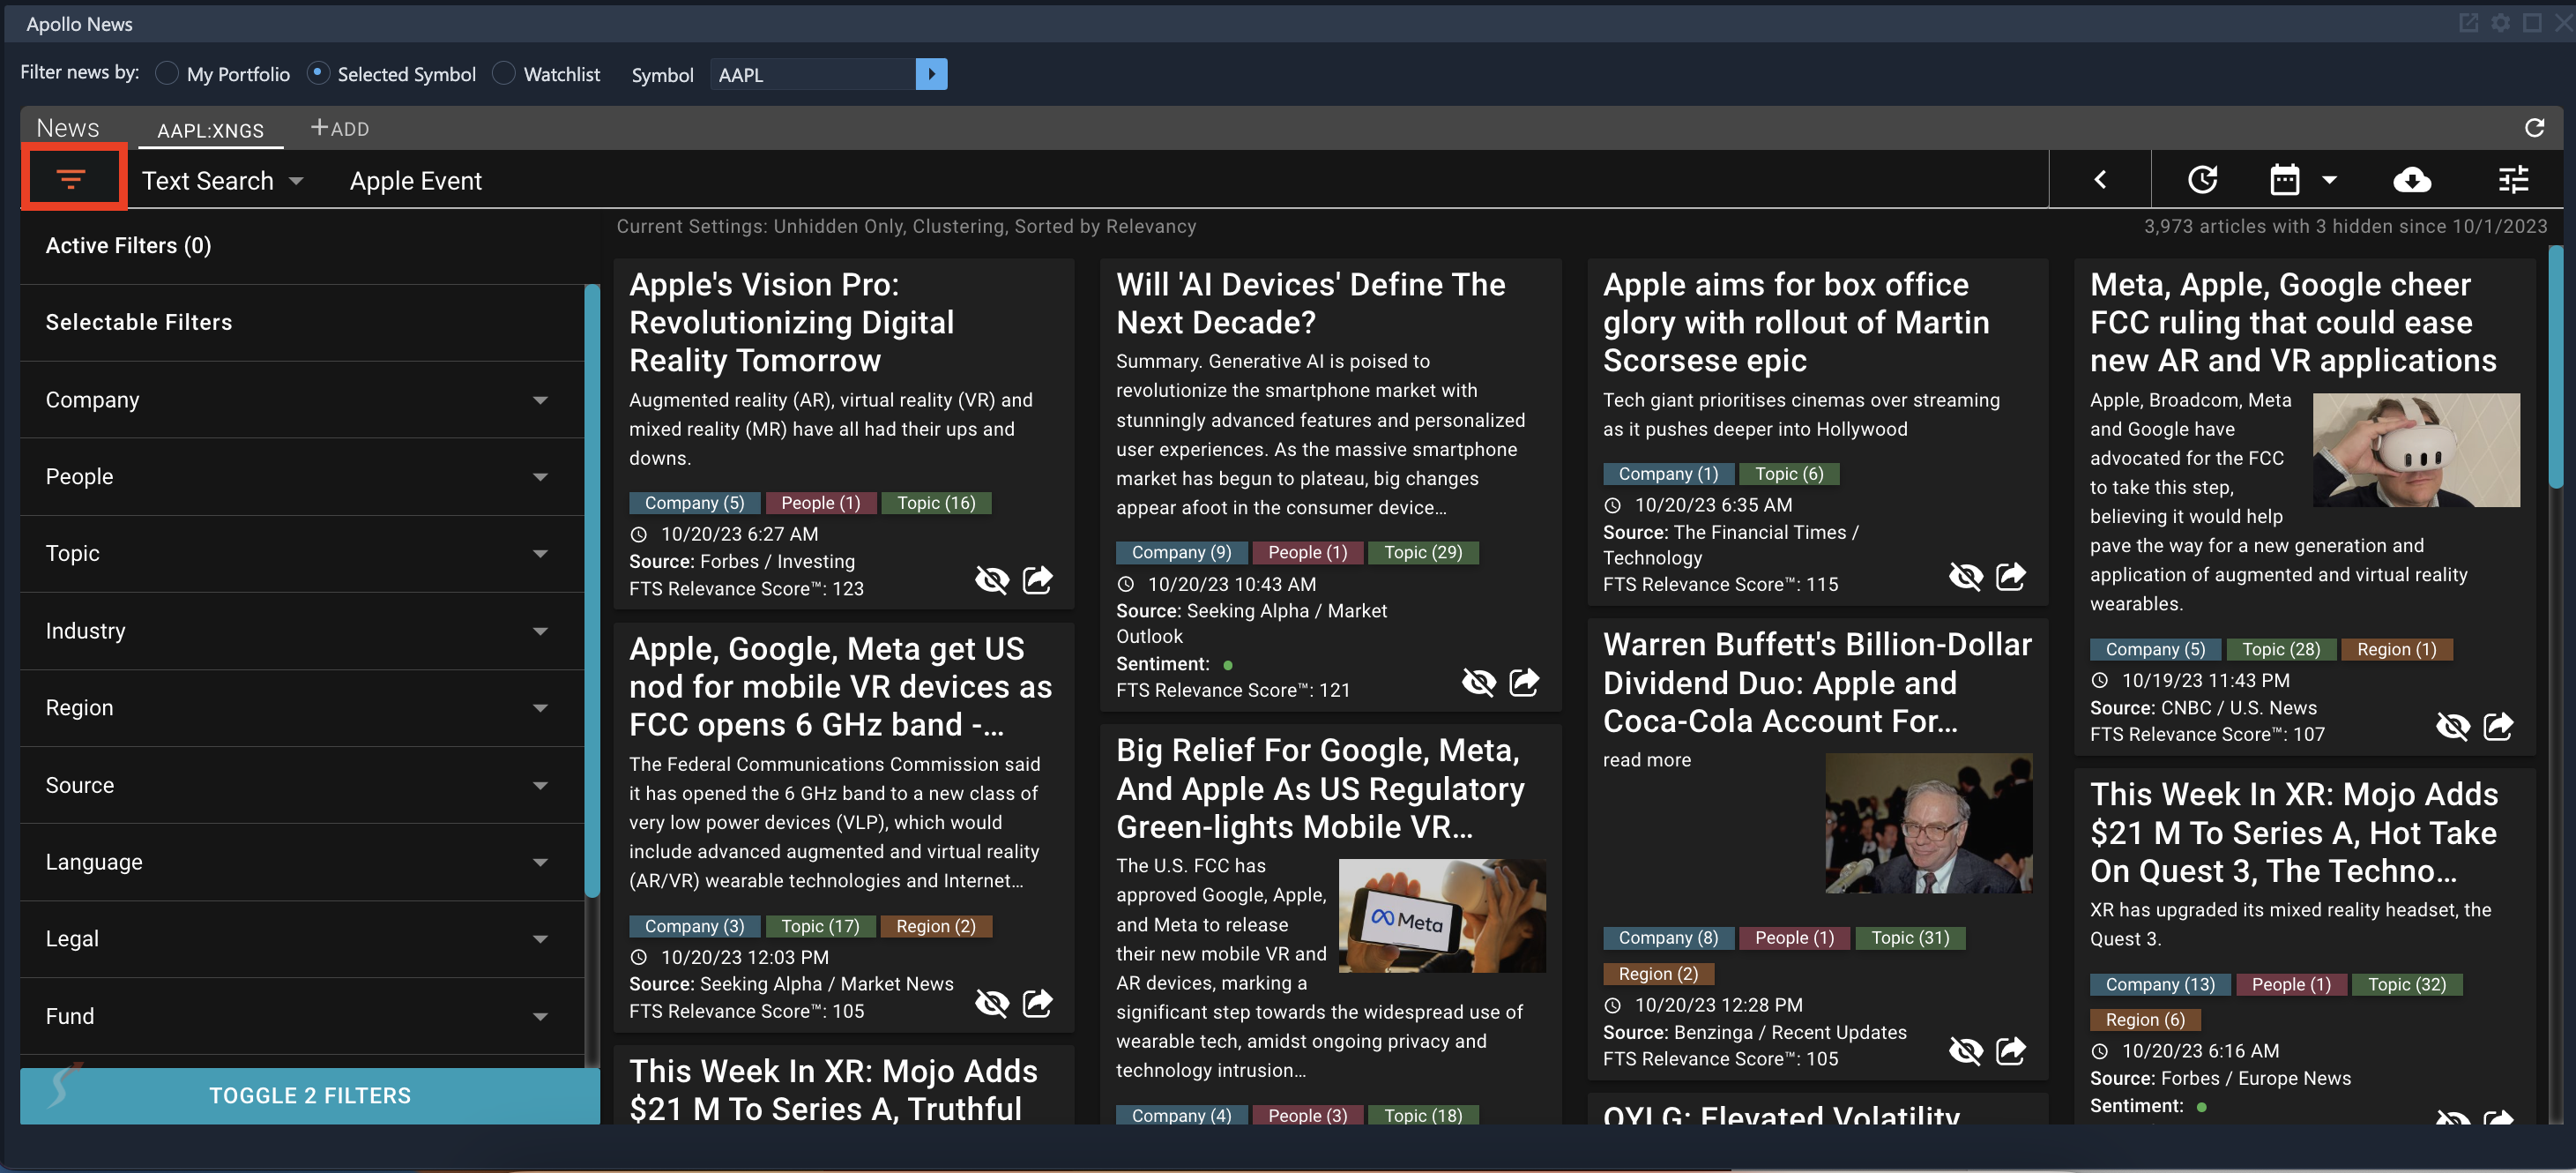 Apollo News
Filter news by: My Portfolio Selected Symbol Watchlist Symbol AAPL
News AAPL:XNGS +ADD
Text Search Apple Event
Active Filters (0)
Selectable Filters
Company
People
Topic
Industry
Region
Source
Language
Legal
Fund
TOGGLE 2 FILTERS
Current Settings: Unhidden Only, Clustering, Sorted by Relevancy
3,973 articles with 3 hidden since 10/1/2023
Apple's Vision Pro:
Revolutionizing Digital
Reality Tomorrow
Augmented reality (AR), virtual reality (VR) and
mixed reality (MR) have all had their ups and
downs.
Company (5) People (1) Topic (16)
10/20/23 6:27 AM
Source: Forbes / Investing
FTS Relevance Score™: 123
Apple, Google, Meta get US
nod for mobile VR devices as
FCC opens 6 GHz band -...
The Federal Communications Commission said
it has opened the 6 GHz band to a new class of
very low power devices (VLP), which would
include advanced augmented and virtual reality
(AR/VR) wearable technologies and Internet...
Company (3) Topic (17) Region (2)
10/20/23 12:03 PM
Source: Seeking Alpha / Market News
FTS Relevance Score™: 105
This Week In XR: Mojo Adds
$21 M To Series A, Truthful
Will 'AI Devices' Define The
Next Decade?
Summary. Generative AI is poised to
revolutionize the smartphone market with
stunningly advanced features and personalized
user experiences. As the massive smartphone
market has begun to plateau, big changes
appear afoot in the consumer device...
Company (9) People (1) Topic (29)
10/20/23 10:43 AM
Source: Seeking Alpha / Market
Outlook
Sentiment:
FTS Relevance Score™: 121
Big Relief For Google, Meta,
And Apple As US Regulatory
Green-lights Mobile VR...
The U.S. FCC has
approved Google, Apple,
and Meta to release
their new mobile VR and
AR devices, marking a
significant step towards the widespread use of
wearable tech, amidst ongoing privacy and
technology intrusion...
Meta
Company (4) People (3) Topic (18)
Apple aims for box office
glory with rollout of Martin
Scorsese epic
Tech giant prioritises cinemas over streaming
as it pushes deeper into Hollywood
Company (1) Topic (6)
10/20/23 6:35 AM
Source: The Financial Times /
Technology
FTS Relevance Score™: 115
Warren Buffett's Billion-Dollar
Dividend Duo: Apple and
Coca-Cola Account For...
read more
Company (8) People (1) Topic (31)
Region (2)
10/20/23 12:28 PM
Source: Benzinga / Recent Updates
FTS Relevance Score™: 105
OYLG: Elevated Volatility
Meta, Apple, Google cheer
FCC ruling that could ease
new AR and VR applications
Apple, Broadcom, Meta
and Google have
advocated for the FCC
to take this step,
believing it would help
pave the way for a new generation and
application of augmented and virtual reality
wearables.
Company (5) Topic (28) Region (1)
10/19/23 11:43 PM
Source: CNBC / U.S. News
FTS Relevance Score™: 107
This Week In XR: Mojo Adds
$21 M To Series A, Hot Take
On Quest 3, The Techno...
XR has upgraded its mixed reality headset, the
Quest 3.
Company (13) People (1) Topic (32)
Region (6)
10/20/23 6:16 AM
Source: Forbes / Europe News
Sentiment: